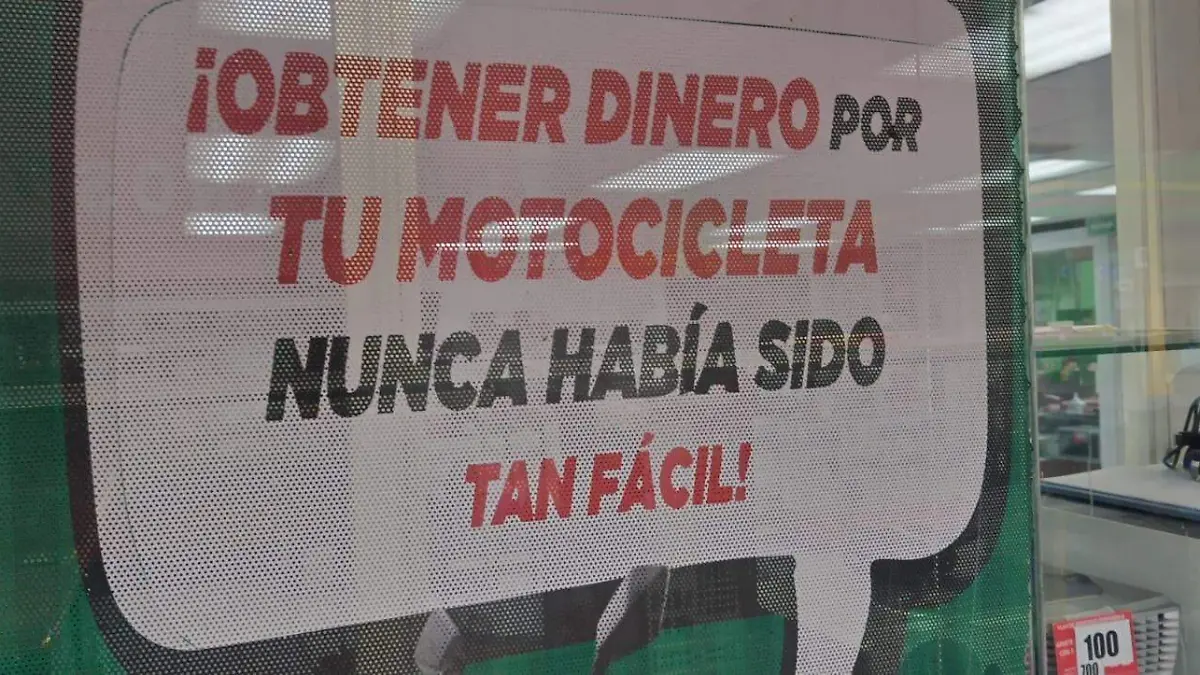 ¡OBTENER DINERO POR
TU MOTOCICLETA
NUNCA HABÍA SIDO
TAN FÁCIL!
100